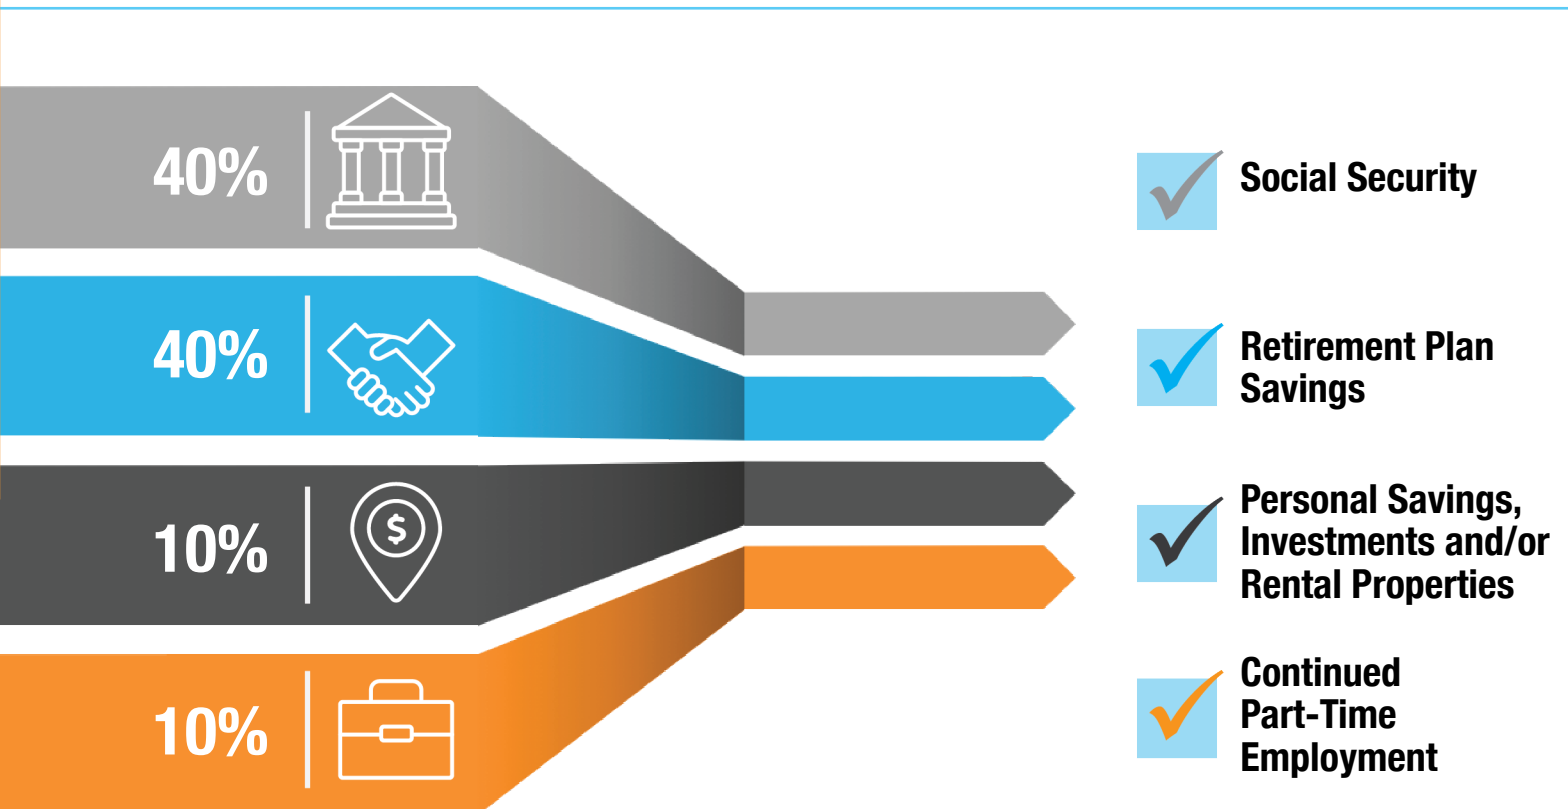 40%
Social Security
40%
Retirement Plan
Savings
10%
$
Personal Savings,
Investments and/or
Rental Properties
10%
Continued
Part-Time
Employment